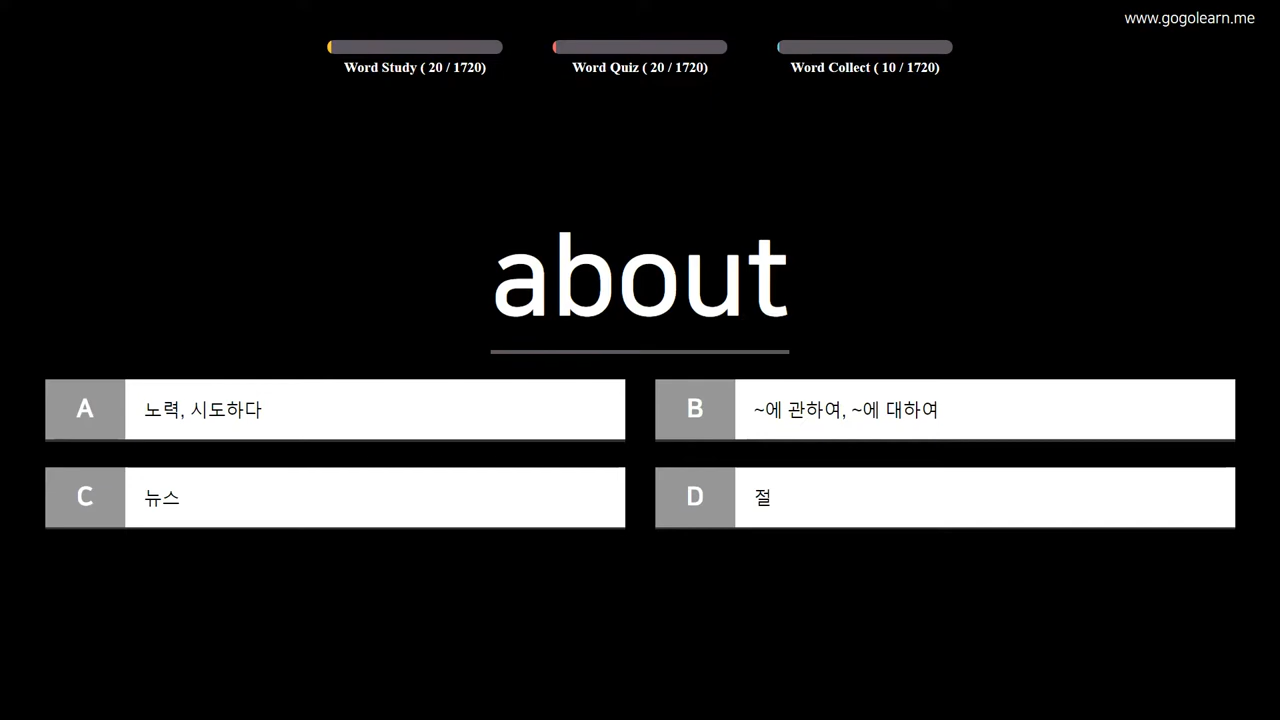 www.gogolearn.me
Word Study ( 20 / 1720)
Word Quiz ( 20 / 1720)
Word Collect ( 10 / 1720)
about
A 노력, 시도하다
B ~에 관하여, ~에 대하여
C 뉴스
D 절